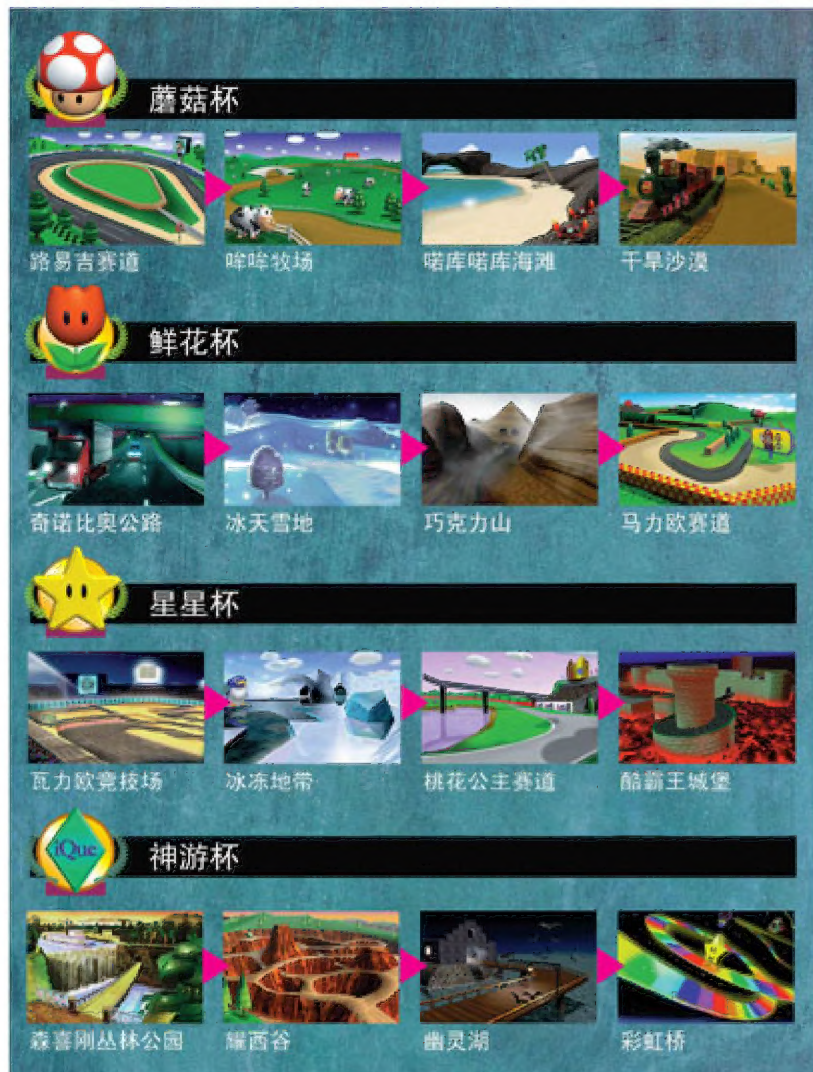 蘑菇杯
路易吉赛道 哞哞牧场 喏库喏库海滩 干旱沙漠
鲜花杯
奇诺比奥公路 冰天雪地 巧克力山 马力欧赛道
星星杯
瓦力欧竞技场 冰冻地带 桃花公主赛道 酷霸王城堡
iQue
神游杯
森喜刚丛林公园 耀西谷 幽灵湖 彩虹桥